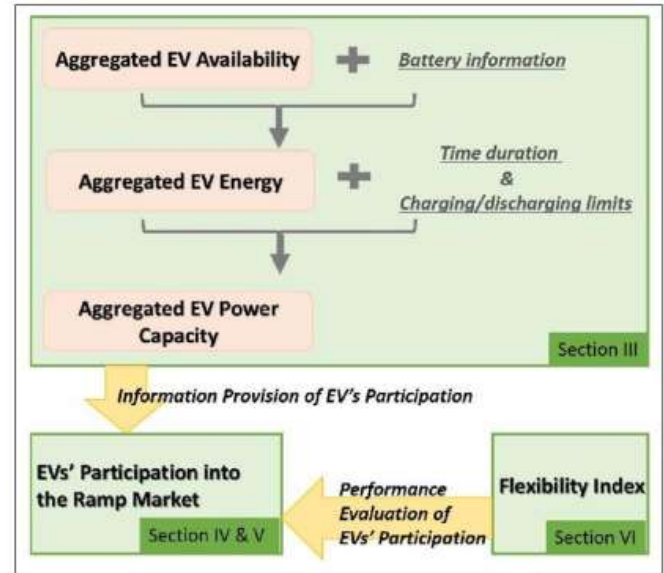 Aggregated EV Availability
Battery information
Aggregated EV Energy
Time duration
&
Charging/discharging limits
Aggregated EV Power
Capacity
Section III
Information Provision of EV's Participation
EVs' Participation into
the Ramp Market
Section IV & V
Performance
Evaluation of
EVs' Participation
Flexibility Index
Section VI